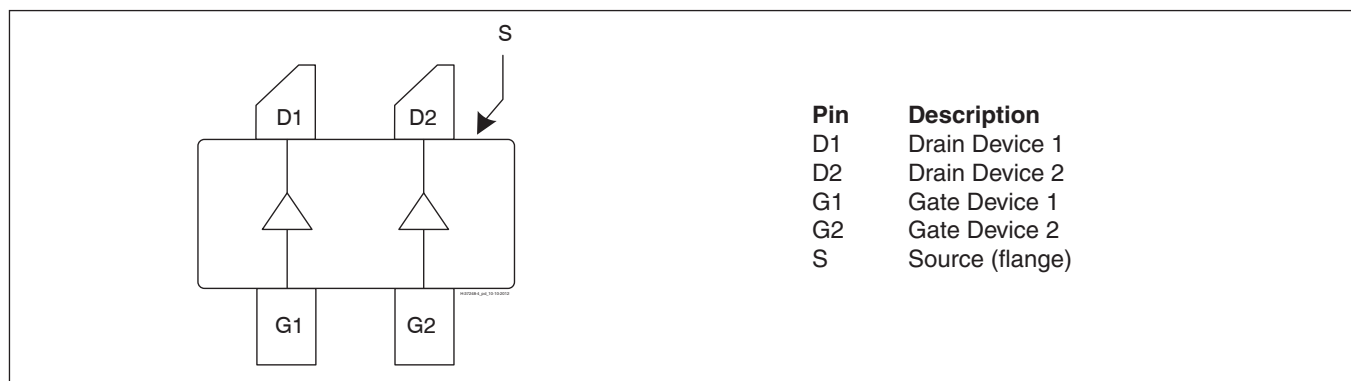 S
D1 D2
G1 G2
Pin Description
D1 Drain Device 1
D2 Drain Device 2
G1 Gate Device 1
G2 Gate Device 2
S Source (flange)